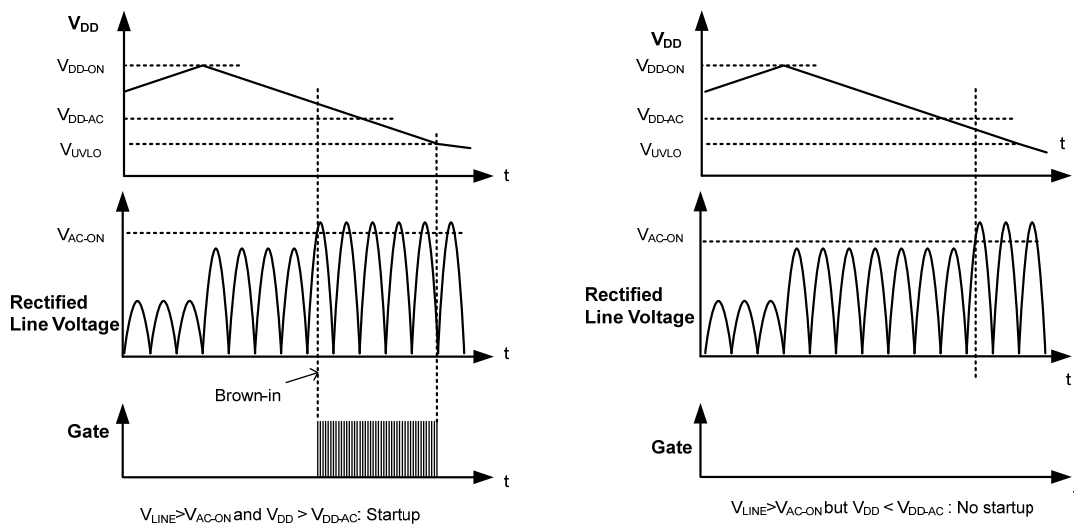 VDD
VDD-ON
VDD-AC
VUVLO
t
VAC-ON
Rectified
Line Voltage
t
Brown-in
Gate
t
VLINE>VAC-ON and VDD > VDD-AC: Startup
VDD
VDD-ON
VDD-AC
VUVLO
t
VAC-ON
Rectified
Line Voltage
t
Gate
VLINE>VAC-ON but VDD < VDD-AC : No startup